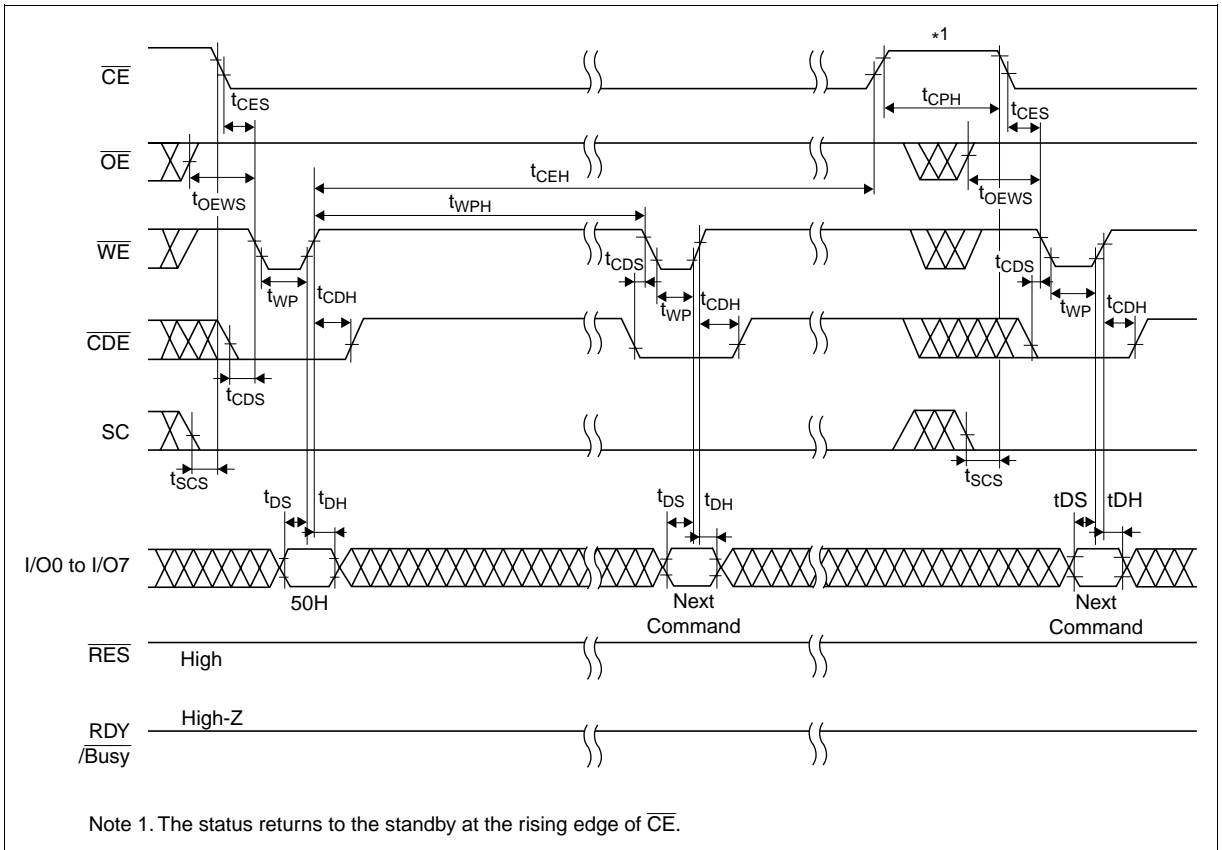 *1
CE
tCES
tCPH
tCES
OE
tOEWS
tCEH
tOEWS
tWPH
WE
tCDS
tCDS
tWP
tCDH
tWP
tCDH
tWP
tCDH
CDE
tCDS
SC
tSCS
tSCS
tDS
tDH
tDS
tDH
tDS
tDH
I/O0 to I/O7
50H
Next
Command
Next
Command
RES
High
RDY
/Busy
High-Z
Note 1. The status returns to the standby at the rising edge of CE.